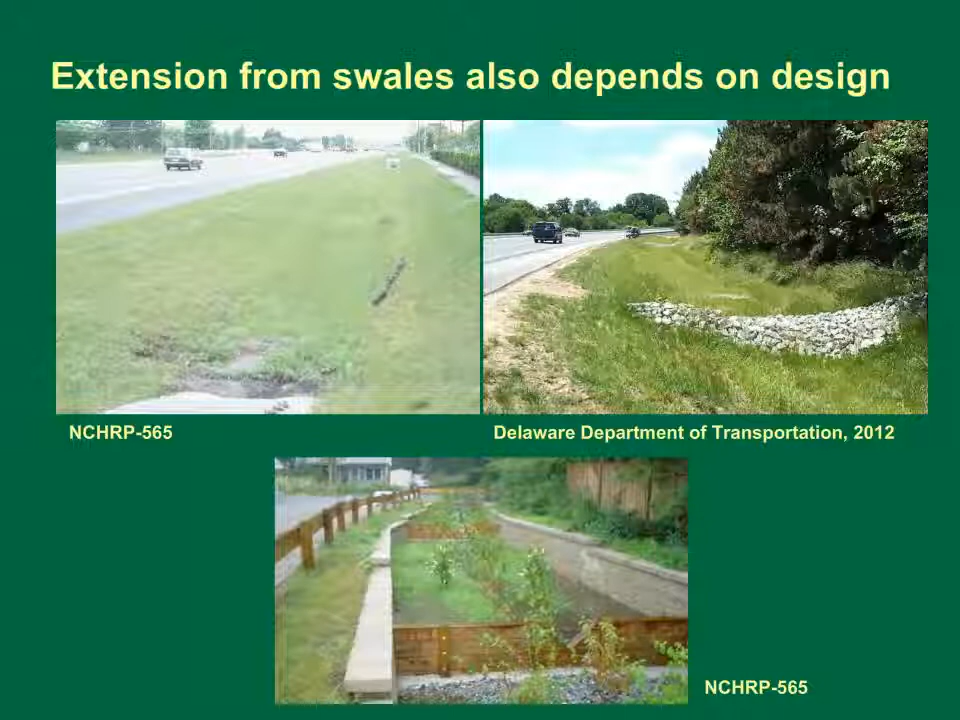 Extension from swales also depends on design
NCHRP-565
Delaware Department of Transportation, 2012
NCHRP-565